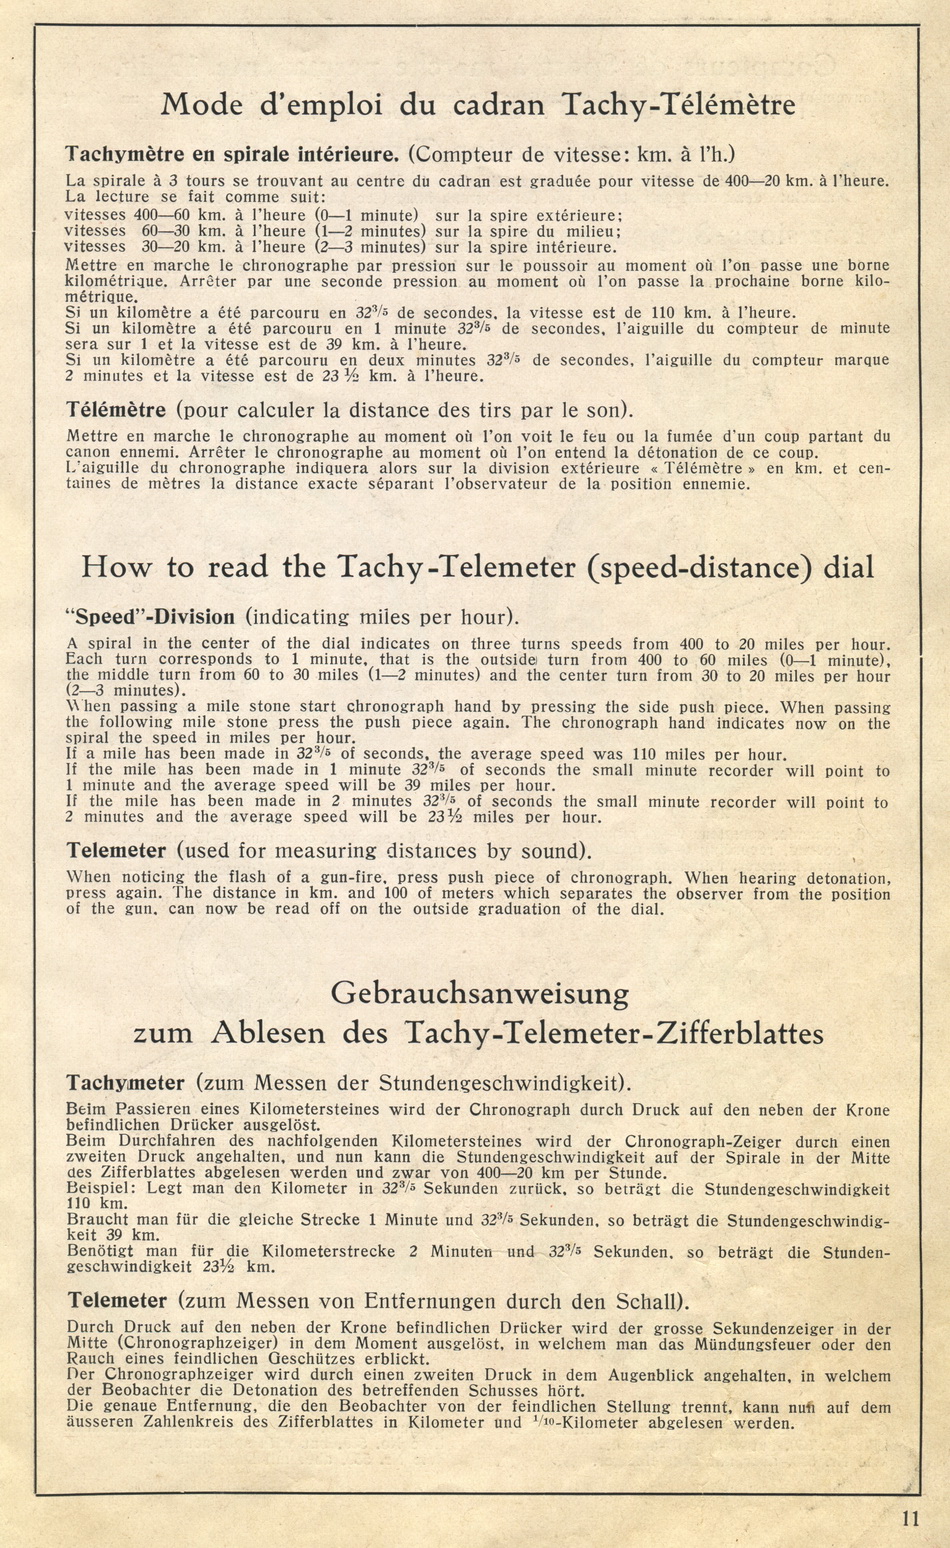 Mode d'emploi du cadran Tachy-Télémètre
Tachymètre en spirale intérieure. (Compteur de vitesse: km. à l'h.)
La spirale à 3 tours se trouvant au centre du cadran est graduée pour vitesse de 400—20 km. à l'heure.
La lecture se fait comme suit:
vitesses 400—60 km. à l'heure (0—1 minute) sur la spire extérieure;
vitesses 60—30 km. à l'heure (1—2 minutes) sur la spire du milieu;
vitesses 30—20 km. à l'heure (2—3 minutes) sur la spire intérieure.
Mettre en marche le chronographe par pression sur le poussoir au moment où l'on passe une borne
kilométrique. Arrêter par une seconde pression au moment où l'on passe la prochaine borne kilo-
métrique.
Si un kilomètre a été parcouru en 32³/₅ de secondes, la vitesse est de 110 km. à l'heure.
Si un kilomètre a été parcouru en 1 minute 32³/₅ de secondes, l'aiguille du compteur de minute
sera sur 1 et la vitesse est de 39 km. à l'heure.
Si un kilomètre a été parcouru en deux minutes 32³/₅ de secondes, l'aiguille du compteur marque
2 minutes et la vitesse est de 23 ½ km. à l'heure.
Télémètre (pour calculer la distance des tirs par le son).
Mettre en marche le chronographe au moment où l'on voit le feu ou la fumée d'un coup partant du
canon ennemi. Arrêter le chronographe au moment où l'on entend la détonation de ce coup.
L'aiguille du chronographe indiquera alors sur la division extérieure « Télémètre » en km. et cen-
taines de mètres la distance exacte séparant l'observateur de la position ennemie.
How to read the Tachy-Telemeter (speed-distance) dial
"Speed"-Division (indicating miles per hour).
A spiral in the center of the dial indicates on three turns speeds from 400 to 20 miles per hour.
Each turn corresponds to 1 minute, that is the outside turn from 400 to 60 miles (0—1 minute),
the middle turn from 60 to 30 miles (1—2 minutes) and the center turn from 30 to 20 miles per hour
(2—3 minutes).
When passing a mile stone start chronograph hand by pressing the side push piece. When passing
the following mile stone press the push piece again. The chronograph hand indicates now on the
spiral the speed in miles per hour.
If a mile has been made in 32³/₅ of seconds, the average speed was 110 miles per hour.
If the mile has been made in 1 minute 32³/₅ of seconds the small minute recorder will point to
1 minute and the average speed will be 39 miles per hour.
If the mile has been made in 2 minutes 32³/₅ of seconds the small minute recorder will point to
2 minutes and the average speed will be 23½ miles per hour.
Telemeter (used for measuring distances by sound).
When noticing the flash of a gun-fire, press push piece of chronograph. When hearing detonation,
press again. The distance in km. and 100 of meters which separates the observer from the position
of the gun, can now be read off on the outside graduation of the dial.
Gebrauchsanweisung
zum Ablesen des Tachy-Telemeter-Zifferblattes
Tachymeter (zum Messen der Stundengeschwindigkeit).
Beim Passieren eines Kilometersteines wird der Chronograph durch Druck auf den neben der Krone
befindlichen Drücker ausgelöst.
Beim Durchfahren des nachfolgenden Kilometersteines wird der Chronograph-Zeiger durch einen
zweiten Druck angehalten, und nun kann die Stundengeschwindigkeit auf der Spirale in der Mitte
des Zifferblattes abgelesen werden und zwar von 400—20 km per Stunde.
Beispiel: Legt man den Kilometer in 32³/₅ Sekunden zurück, so beträgt die Stundengeschwindigkeit
110 km.
Braucht man für die gleiche Strecke 1 Minute und 32³/₅ Sekunden, so beträgt die Stundengeschwindig-
keit 39 km.
Benötigt man für die Kilometerstrecke 2 Minuten und 32³/₅ Sekunden, so beträgt die Stunden-
geschwindigkeit 23½ km.
Telemeter (zum Messen von Entfernungen durch den Schall).
Durch Druck auf den neben der Krone befindlichen Drücker wird der grosse Sekundenzeiger in der
Mitte (Chronographzeiger) in dem Moment ausgelöst, in welchem man das Mündungsfeuer oder den
Rauch eines feindlichen Geschützes erblickt.
Der Chronographzeiger wird durch einen zweiten Druck in dem Augenblick angehalten, in welchem
der Beobachter die Detonation des betreffenden Schusses hört.
Die genaue Entfernung, die den Beobachter von der feindlichen Stellung trennt, kann nun auf dem
äusseren Zahlenkreis des Zifferblattes in Kilometer und ¹/₁₀-Kilometer abgelesen werden.
11